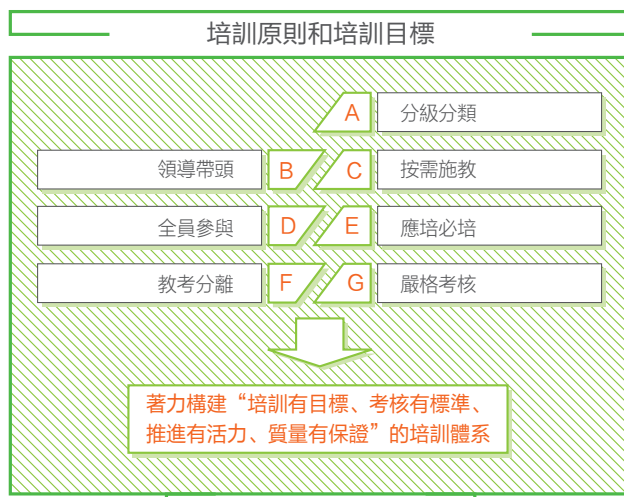 培訓原則和培訓目標
A 分級分類
領導帶頭 B C 按需施教
全員參與 D E 應培必培
教考分離 F G 嚴格考核
著力構建“培訓有目標、考核有標準、
推進有活力、質量有保證”的培訓體系